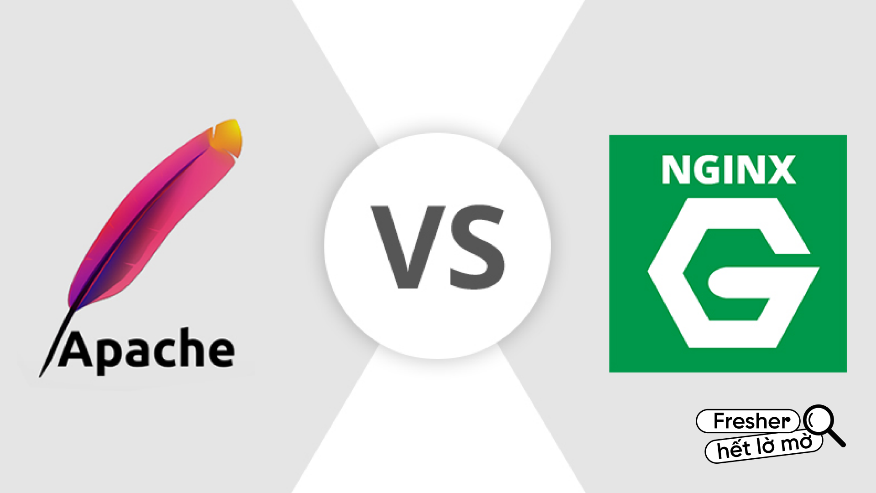 Apache
VS
NGINX
G
Fresher
hết lờ mờ